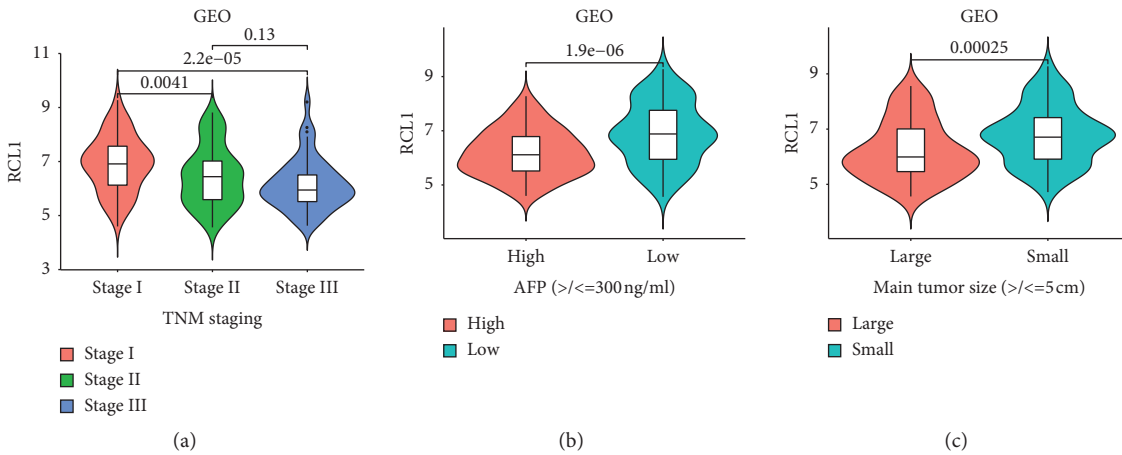 GEO
0.13
2.2e−05
0.0041
11
9
7
5
3
RCL1
Stage I
Stage II
Stage III
TNM staging
Stage I
Stage II
Stage III
(a)
GEO
1.9e−06
9
7
5
RCL1
High
Low
AFP (>/<=300 ng/ml)
High
Low
(b)
GEO
0.00025
9
7
5
RCL1
Large
Small
Main tumor size (>/<=5 cm)
Large
Small
(c)